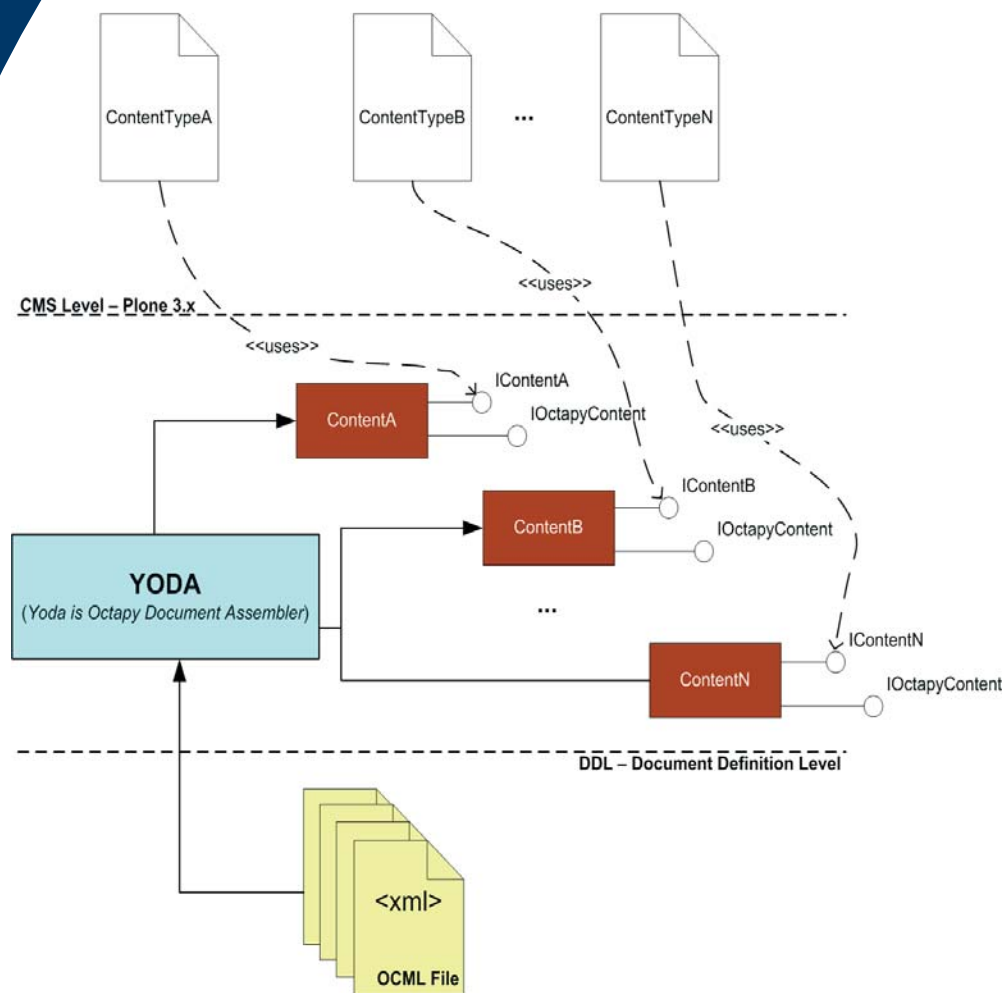 ContentTypeA
ContentTypeB
...
ContentTypeN
<<uses>>
CMS Level – Plone 3.x
<<uses>>
IContentA
ContentA
IOctapyContent
<<uses>>
IContentB
ContentB
IOctapyContent
YODA
(Yoda is Octapy Document Assembler)
...
IContentN
ContentN
IOctapyContent
DDL – Document Definition Level
<xml>
OCML File